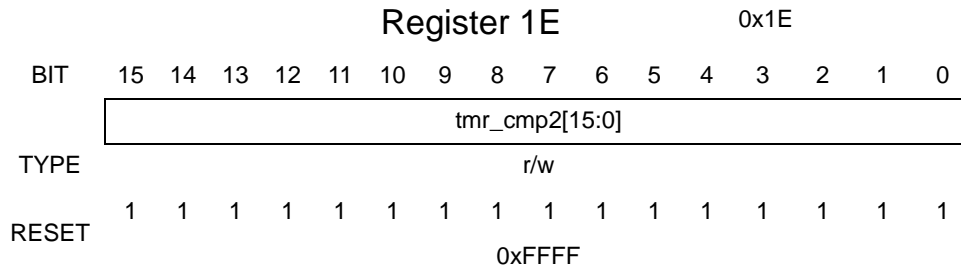 Register 1E 0x1E
BIT 15 14 13 12 11 10 9 8 7 6 5 4 3 2 1 0
tmr_cmp2[15:0]
TYPE r/w
RESET 1 1 1 1 1 1 1 1 1 1 1 1 1 1 1 1
0xFFFF